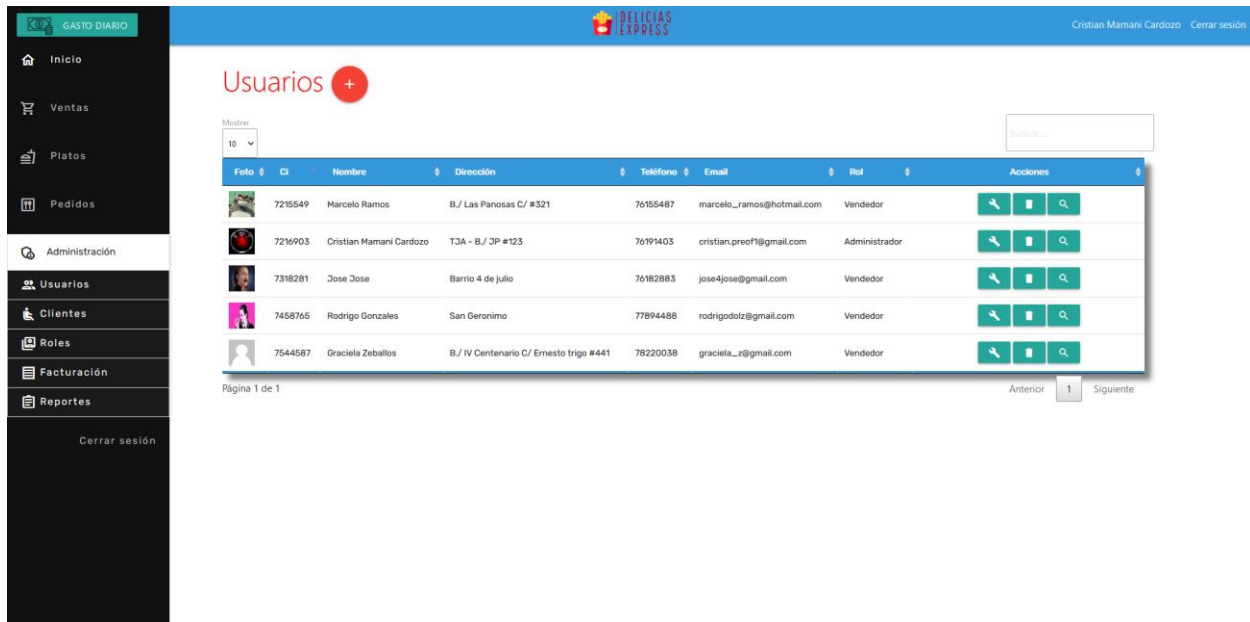 GASTO DIARIO
DELICIAS
EXPRESS
Cristian Mamani Cardozo Cerrar sesión
Inicio
Ventas
Platos
Pedidos
Administración
Usuarios
Clientes
Roles
Facturación
Reportes
Cerrar sesión
Usuarios +
Mostrar
10
Buscar...
Foto Ci Nombre Dirección Teléfono Email Rol Acciones
7215549 Marcelo Ramos B./ Las Panosas C/ #321 76155487 marcelo_ramos@hotmail.com Vendedor
7216903 Cristian Mamani Cardozo TJA - B./ JP #123 76191403 cristian.preof1@gmail.com Administrador
7318281 Jose Jose Barrio 4 de julio 76182883 jose4jose@gmail.com Vendedor
7458765 Rodrigo Gonzales San Geronimo 77894488 rodrigodolz@gmail.com Vendedor
7544587 Graciela Zeballos B./ IV Centenario C/ Ernesto trigo #441 78220038 graciela_z@gmail.com Vendedor
Página 1 de 1
Anterior 1 Siguiente